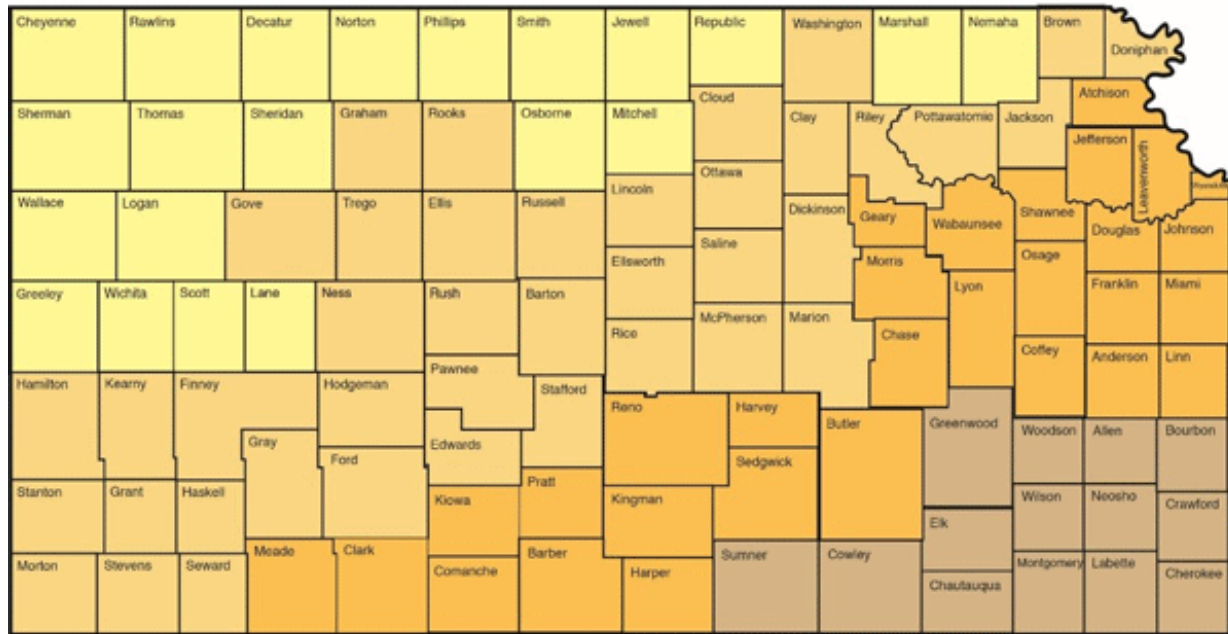 Cheyenne
Rawlins
Decatur
Norton
Phillips
Smith
Jewell
Republic
Washington
Marshall
Nemaha
Brown
Doniphan
Sherman
Thomas
Sheridan
Graham
Rooks
Osborne
Mitchell
Cloud
Clay
Riley
Pottawatomie
Jackson
Atchison
Jefferson
Leavenworth
Wallace
Logan
Gove
Trego
Ellis
Russell
Lincoln
Ottawa
Dickinson
Geary
Wabaunsee
Shawnee
Douglas
Johnson
Greeley
Wichita
Scott
Lane
Ness
Rush
Barton
Ellsworth
Saline
Morris
Lyon
Osage
Franklin
Miami
Rice
McPherson
Marion
Chase
Coffey
Anderson
Linn
Hamilton
Kearny
Finney
Hodgeman
Pawnee
Stafford
Reno
Harvey
Butler
Greenwood
Woodson
Allen
Bourbon
Gray
Ford
Edwards
Sedgwick
Stanton
Grant
Haskell
Kiowa
Pratt
Kingman
Elk
Wilson
Neosho
Crawford
Morton
Stevens
Seward
Meade
Clark
Comanche
Barber
Harper
Sumner
Cowley
Chautauqua
Montgomery
Labette
Cherokee